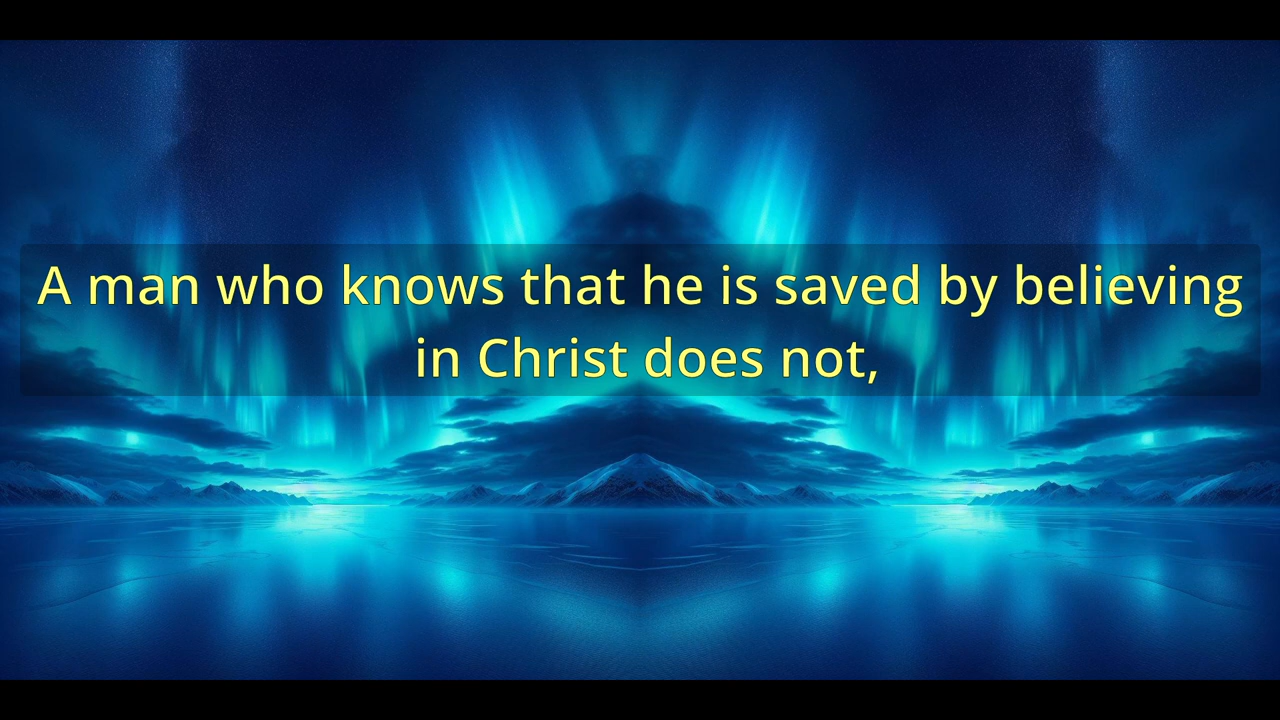 A man who knows that he is saved by believing
in Christ does not,